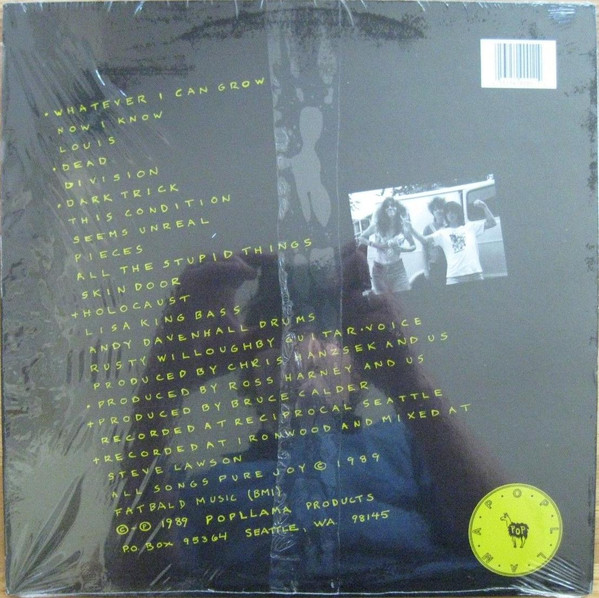 • WHATEVER I CAN GROW
NOW I KNOW
LOUIS
• DEAD
DIVISION
• DARK TRICK
THIS CONDITION
SEEMS UNREAL
PIECES
ALL THE STUPID THINGS
SKIN DOOR
+ HOLOCAUST
LISA KING BASS
ANDY DAVENHALL DRUMS
RUSTY WILLOUGHBY GUITAR·VOICE
PRODUCED BY CHRIS HANZSEK AND US
• PRODUCED BY ROSS HARNEY AND US
+ PRODUCED BY BRUCE CALDER
RECORDED AT RECIPROCAL SEATTLE
+ RECORDED AT IRONWOOD AND MIXED AT
STEVE LAWSON
ALL SONGS PURE JOY © 1989
FATBALD MUSIC (BMI)
©·℗ 1989 POPLLAMA PRODUCTS
P.O. BOX 95364 SEATTLE, WA 98145
POPLLAMA
POP